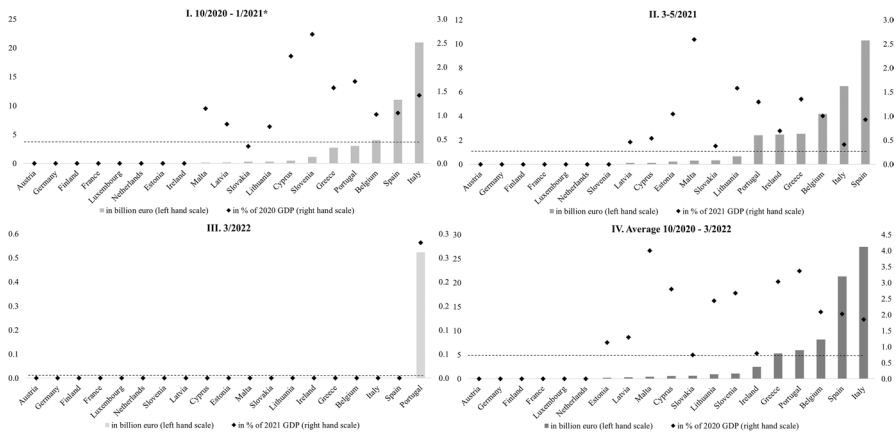 I. 10/2020 - 1/2021*
25
20
15
10
5
0
3.0
2.5
2.0
1.5
1.0
0.5
0.0
Austria
Germany
Finland
France
Luxembourg
Netherlands
Estonia
Ireland
Malta
Latvia
Slovakia
Lithuania
Cyprus
Slovenia
Greece
Portugal
Belgium
Spain
Italy
in billion euro (left hand scale)
in % of 2020 GDP (right hand scale)
II. 3-5/2021
12
10
8
6
4
2
0
3.00
2.50
2.00
1.50
1.00
0.50
0.00
Austria
Germany
Finland
France
Luxembourg
Netherlands
Slovenia
Latvia
Cyprus
Estonia
Malta
Slovakia
Lithuania
Portugal
Ireland
Greece
Belgium
Italy
Spain
in billion euro (left hand scale)
in % of 2021 GDP (right hand scale)
III. 3/2022
0.6
0.5
0.4
0.3
0.2
0.1
0.0
0.3
0.3
0.2
0.2
0.1
0.1
0.0
Austria
Germany
Finland
France
Luxembourg
Netherlands
Slovenia
Latvia
Cyprus
Estonia
Malta
Slovakia
Lithuania
Ireland
Greece
Belgium
Italy
Spain
Portugal
in billion euro (left hand scale)
in % of 2021 GDP (right hand scale)
IV. Average 10/2020 - 3/2022
30
25
20
15
10
5
0
4.5
4.0
3.5
3.0
2.5
2.0
1.5
1.0
0.5
0.0
Austria
Germany
Finland
France
Luxembourg
Netherlands
Estonia
Latvia
Malta
Cyprus
Slovakia
Lithuania
Slovenia
Ireland
Greece
Portugal
Belgium
Spain
Italy
in billion euro (left hand scale)
in % of 2020 GDP (right hand scale)